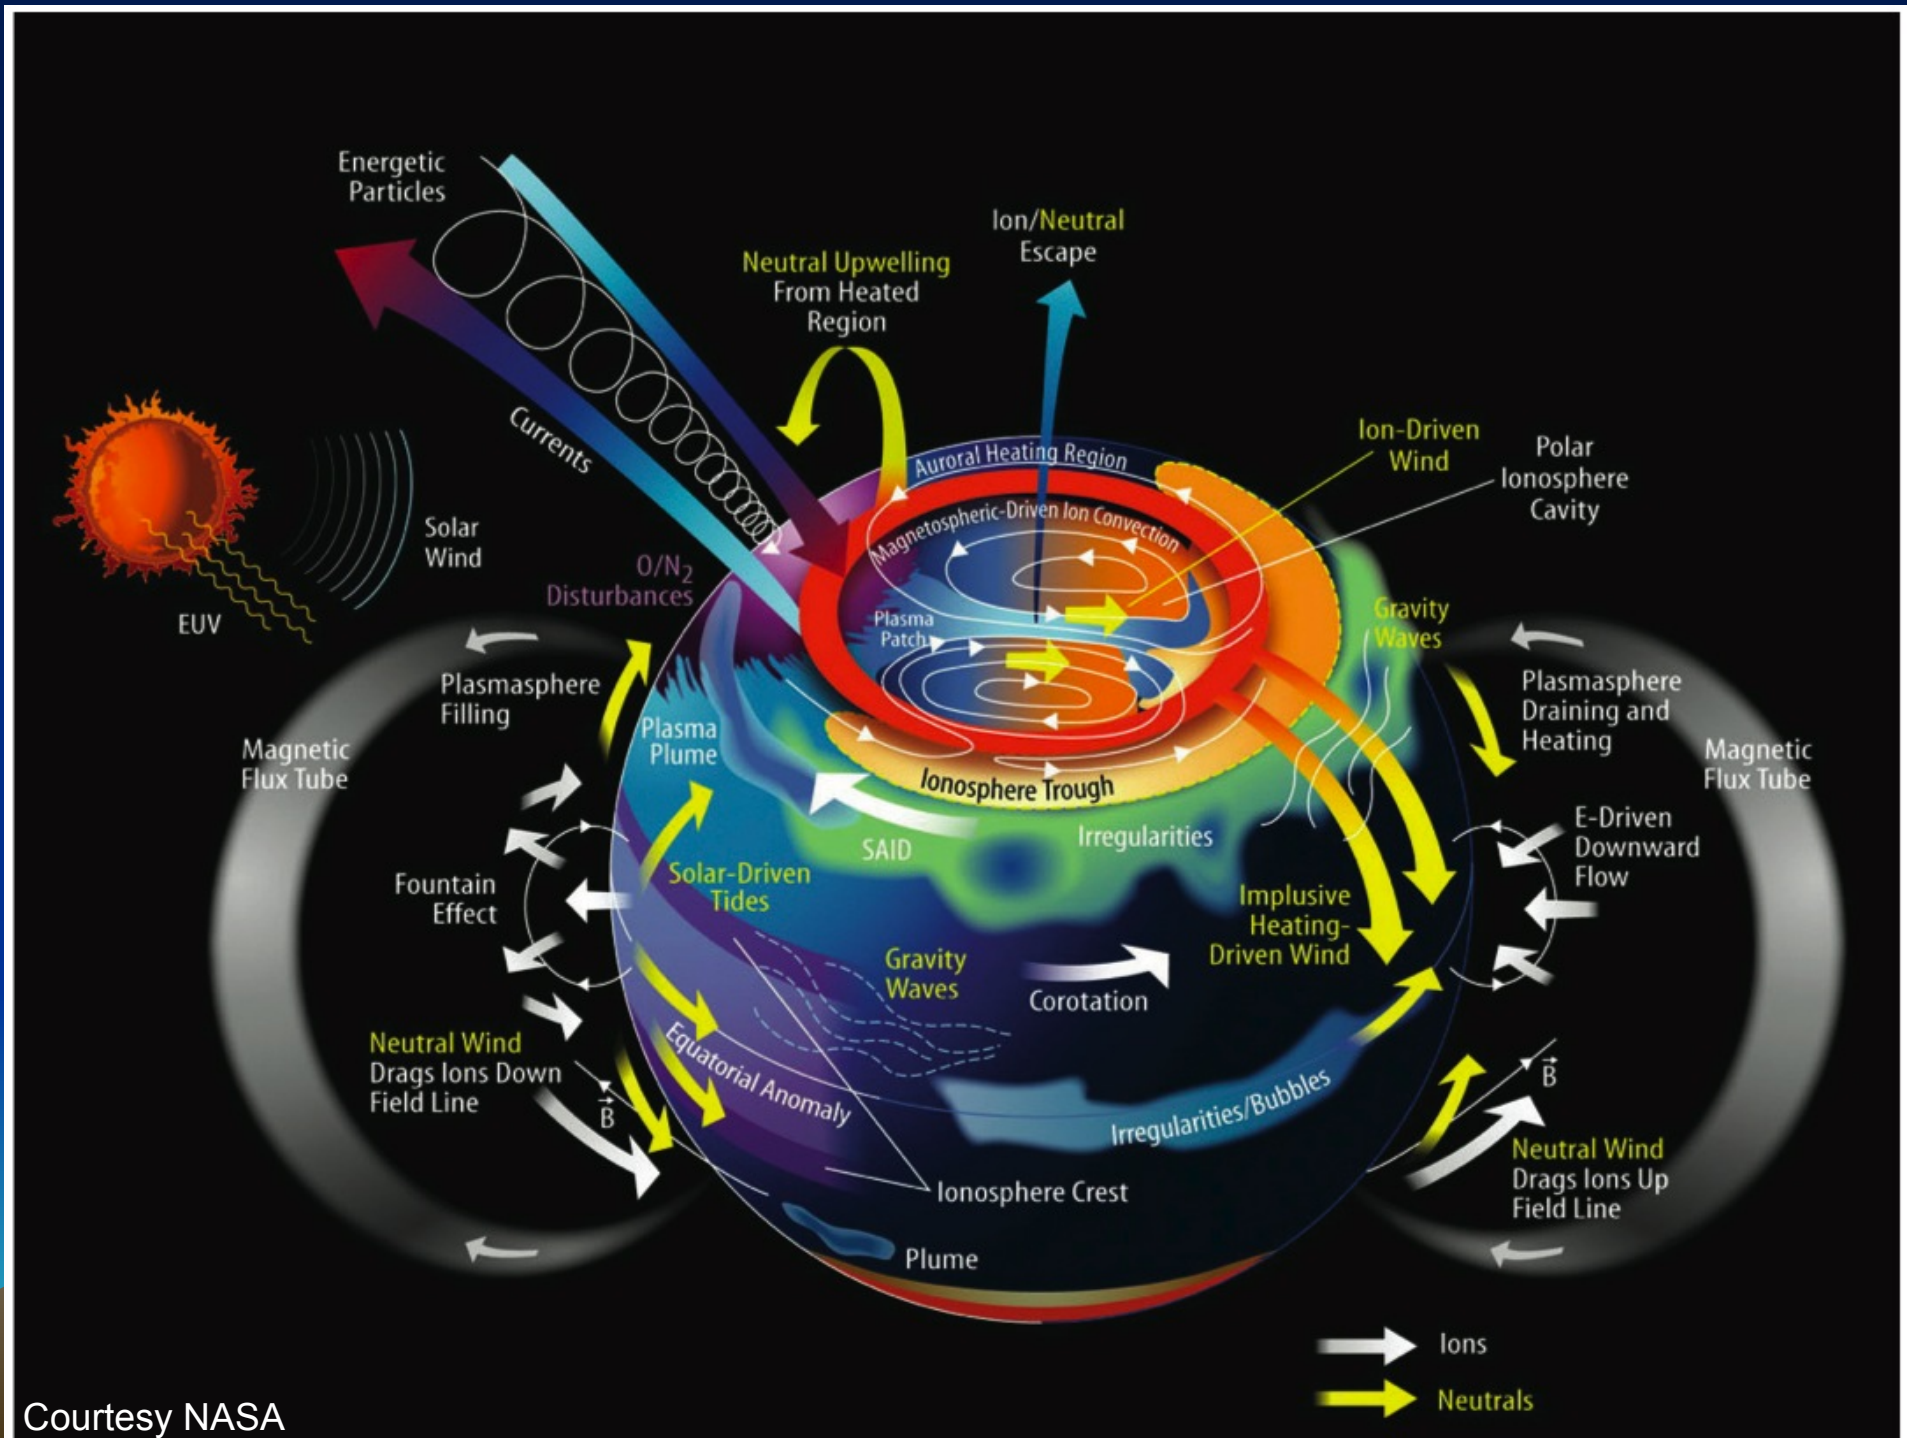 Energetic
Particles
Ion/Neutral
Escape
Neutral Upwelling
From Heated
Region
Currents
Solar
Wind
EUV
O/N₂
Disturbances
Auroral Heating Region
Magnetospheric-Driven Ion Convection
Ion-Driven
Wind
Polar
Ionosphere
Cavity
Plasma
Patch
Gravity
Waves
Plasmasphere
Filling
Magnetic
Flux Tube
Plasma
Plume
Ionosphere Trough
SAID
Irregularities
Plasmasphere
Draining and
Heating
Magnetic
Flux Tube
E-Driven
Downward
Flow
Fountain
Effect
Solar-Driven
Tides
Implusive
Heating-
Driven Wind
Gravity
Waves
Corotation
Neutral Wind
Drags Ions Down
Field Line
B
Equatorial Anomaly
Irregularities/Bubbles
B
Neutral Wind
Drags Ions Up
Field Line
Ionosphere Crest
Plume
Ions
Neutrals
Courtesy NASA